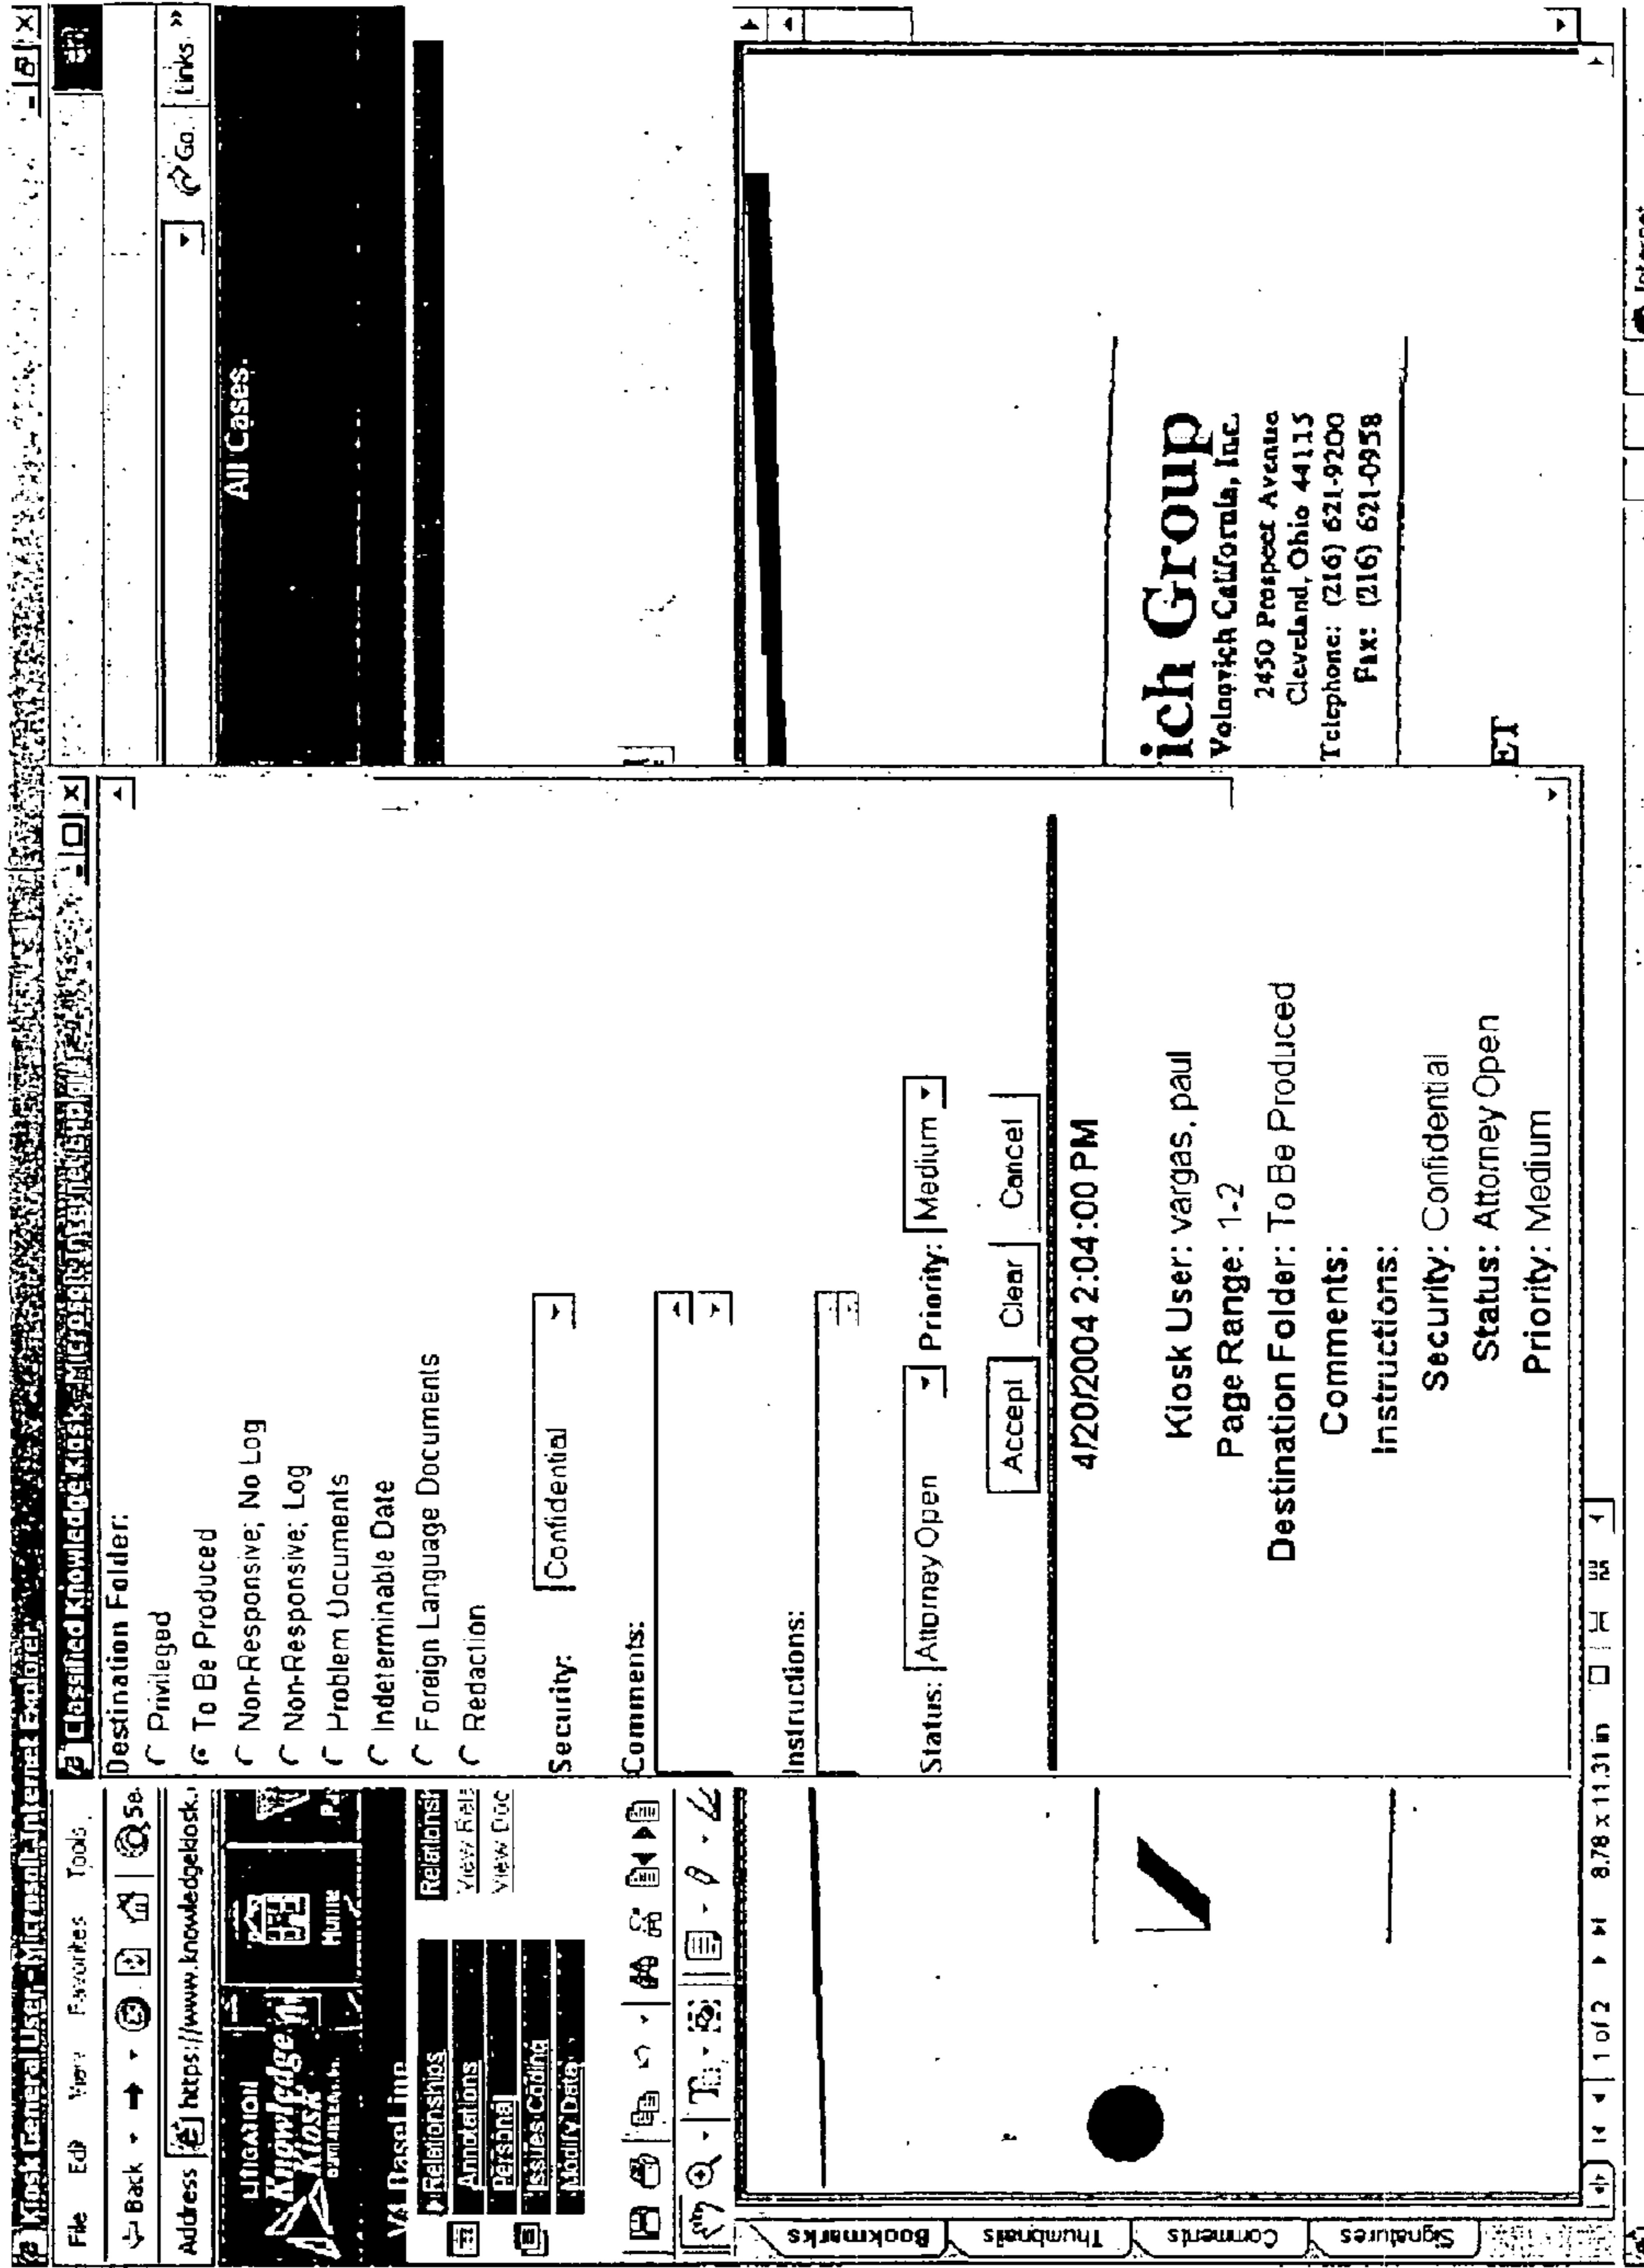 Kiosk General User - Microsoft Internet Explorer
File Edit View Favorites Tools
Back
Address https://www.knowledgekiosk.
Go Links »
LITIGATION
Knowledge
Kiosk
Home
All Cases.
V4 BaseLine
Relationships
Annotations
Personal
Issues Coding
Modify Date
Relationsh
View Rela
View Doc
Classified Knowledge Kiosk - Microsoft Internet Explorer
Destination Folder:
Privileged
To Be Produced
Non-Responsive; No Log
Non-Responsive; Log
Problem Documents
Indeterminable Date
Foreign Language Documents
Redaction
Security: Confidential
Comments:
Instructions:
Status: Attorney Open Priority: Medium
Accept Clear Cancel
4/20/2004 2:04:00 PM
Kiosk User: vargas, paul
Page Range: 1-2
Destination Folder: To Be Produced
Comments:
Instructions:
Security: Confidential
Status: Attorney Open
Priority: Medium
Bookmarks
Thumbnails
Comments
Signatures
V
ich Group
Valnovich California, Inc.
2450 Prospect Avenue
Cleveland, Ohio 44115
Telephone: (216) 621-9200
Fax: (216) 621-0958
ET
1 of 2 8.78 x 11.31 in
Internet